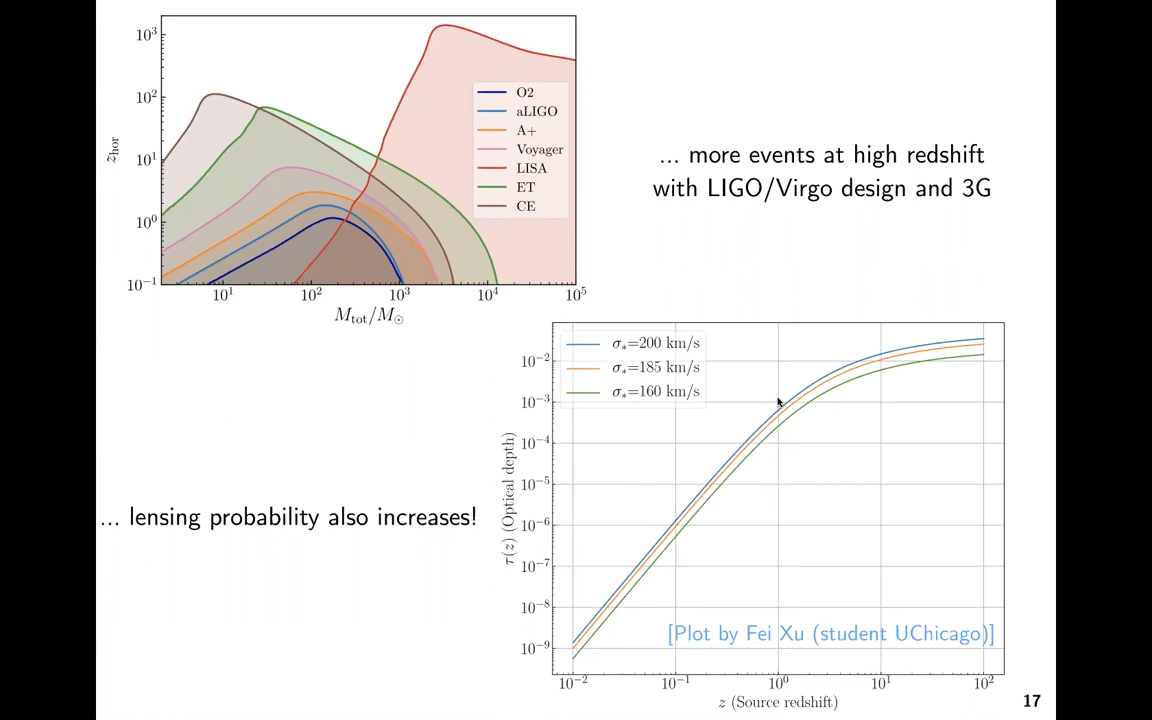 10³
10²
10¹
10⁰
10⁻¹
z_hor
O2
aLIGO
A+
Voyager
LISA
ET
CE
10¹ 10² 10³ 10⁴ 10⁵
M_tot/M_⊙
... more events at high redshift
with LIGO/Virgo design and 3G
... lensing probability also increases!
σ_*=200 km/s
σ_*=185 km/s
σ_*=160 km/s
10⁻²
10⁻³
10⁻⁴
10⁻⁵
10⁻⁶
10⁻⁷
10⁻⁸
10⁻⁹
τ(z) (Optical depth)
[Plot by Fei Xu (student UChicago)]
10⁻² 10⁻¹ 10⁰ 10¹ 10²
z (Source redshift)
17